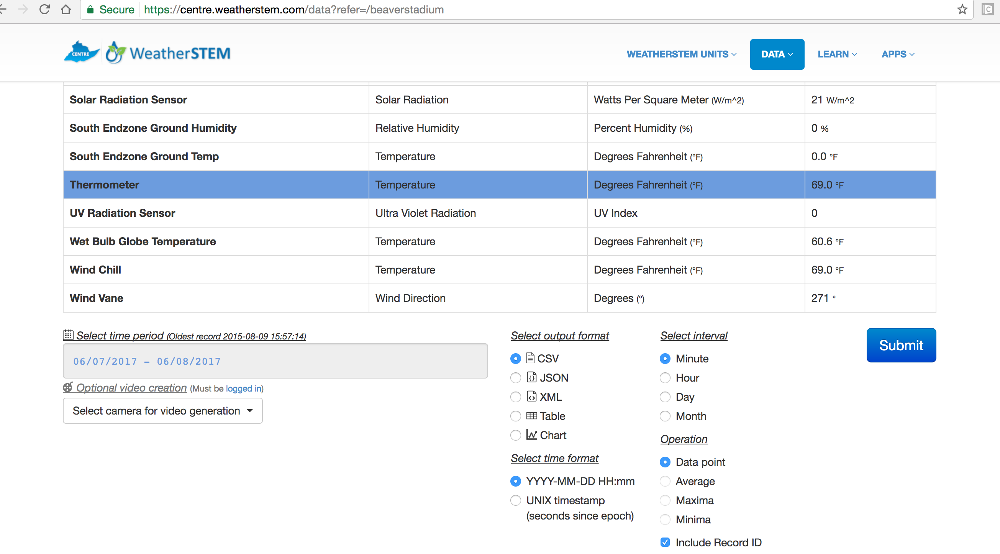 Secure https://centre.weatherstem.com/data?refer=/beaverstadium
CENTRE WeatherSTEM WEATHERSTEM UNITS DATA LEARN APPS
Solar Radiation Sensor Solar Radiation Watts Per Square Meter (W/m^2) 21 W/m^2
South Endzone Ground Humidity Relative Humidity Percent Humidity (%) 0 %
South Endzone Ground Temp Temperature Degrees Fahrenheit (°F) 0.0 °F
Thermometer Temperature Degrees Fahrenheit (°F) 69.0 °F
UV Radiation Sensor Ultra Violet Radiation UV Index 0
Wet Bulb Globe Temperature Temperature Degrees Fahrenheit (°F) 60.6 °F
Wind Chill Temperature Degrees Fahrenheit (°F) 69.0 °F
Wind Vane Wind Direction Degrees (°) 271 °
Select time period (Oldest record 2015-08-09 15:57:14)
06/07/2017 – 06/08/2017
Optional video creation (Must be logged in)
Select camera for video generation
Select output format
CSV
JSON
XML
Table
Chart
Select time format
YYYY-MM-DD HH:mm
UNIX timestamp
(seconds since epoch)
Select interval
Minute
Hour
Day
Month
Operation
Data point
Average
Maxima
Minima
Include Record ID
Submit